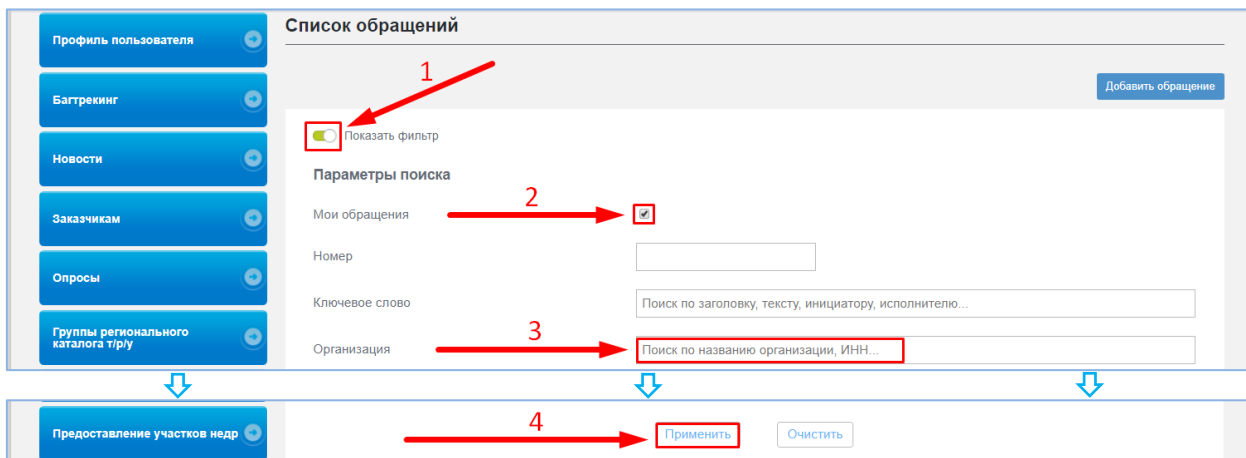 Список обращений
Профиль пользователя
1
Багтрекинг
Добавить обращение
Показать фильтр
Новости
Параметры поиска
2
Мои обращения
Заказчикам
Номер
Опросы
Ключевое слово
Поиск по заголовку, тексту, инициатору, исполнителю...
Группы регионального
каталога т/р/у
3
Организация
Поиск по названию организации, ИНН...
4
Предоставление участков недр
Применить
Очистить